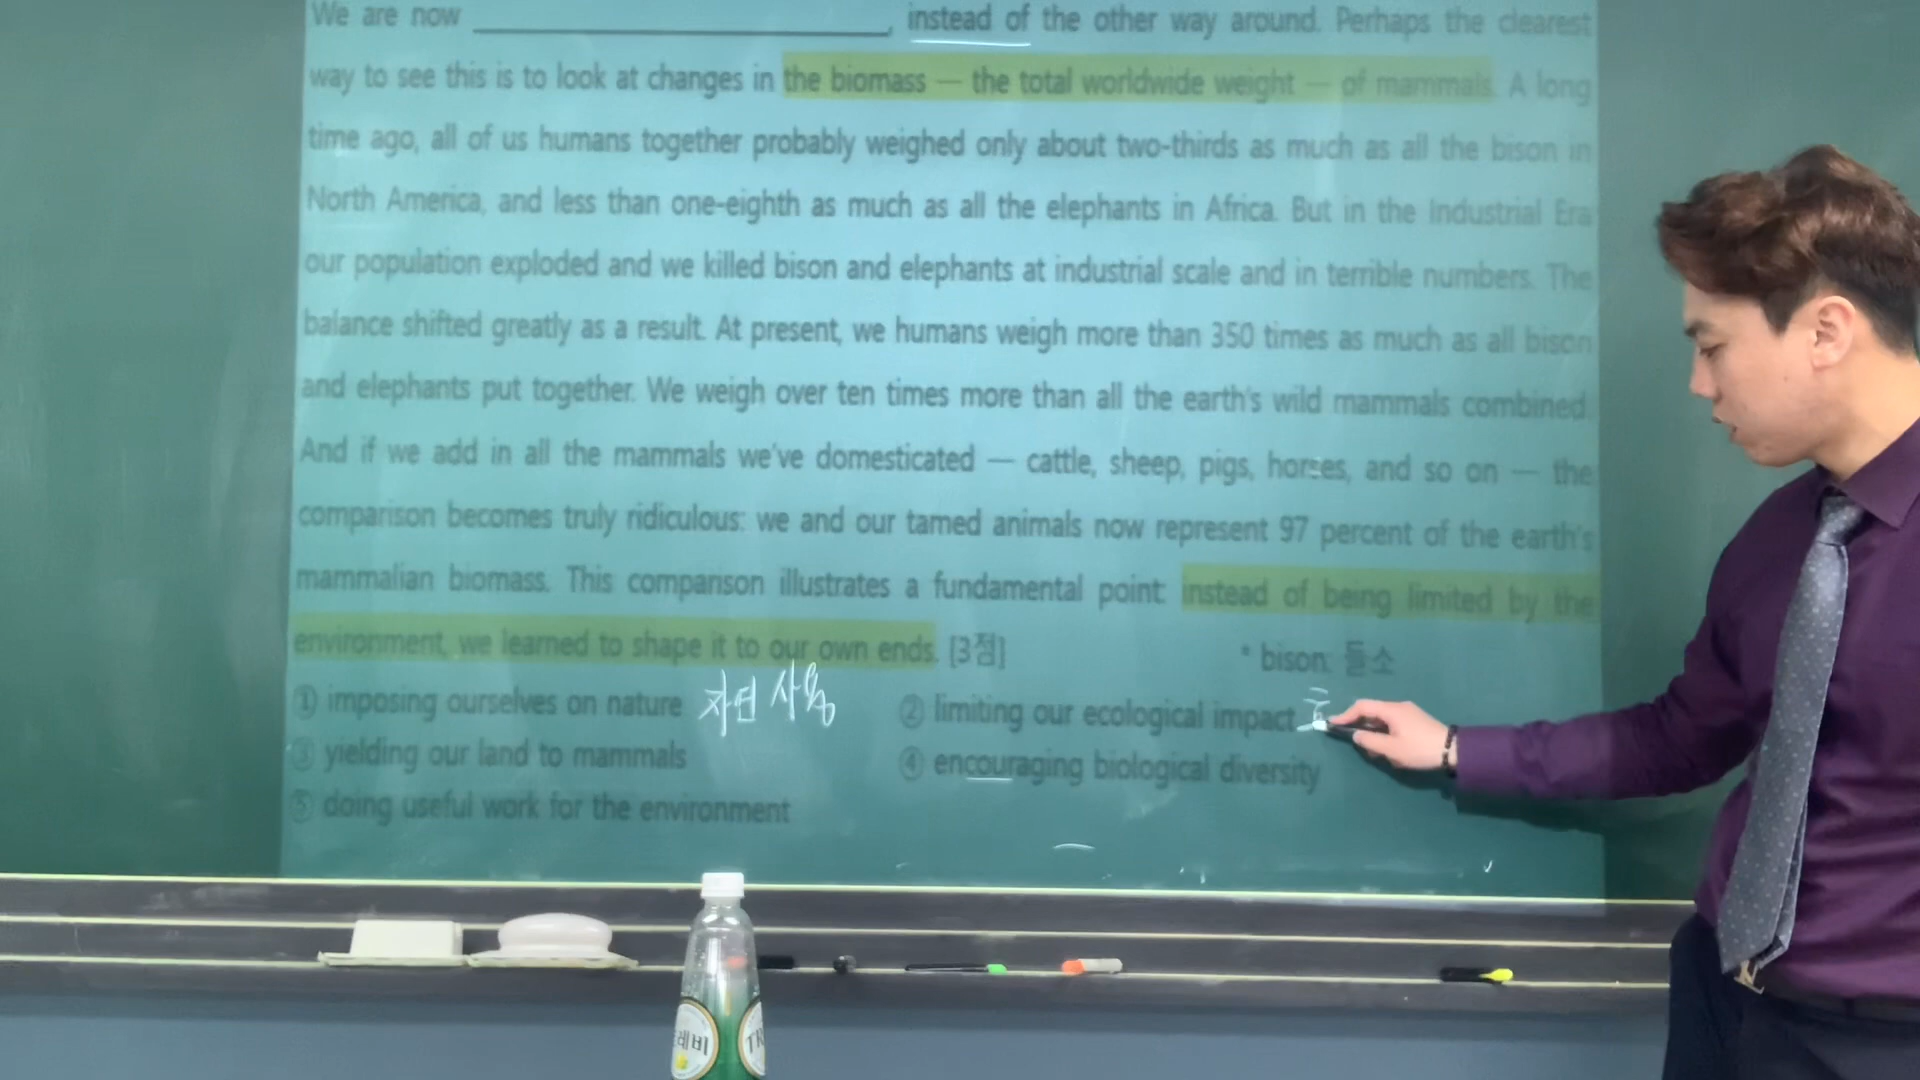 We are now ____________________, instead of the other way around. Perhaps the clearest
way to see this is to look at changes in the biomass — the total worldwide weight — of mammals. A long
time ago, all of us humans together probably weighed only about two-thirds as much as all the bison in
North America, and less than one-eighth as much as all the elephants in Africa. But in the Industrial Era
our population exploded and we killed bison and elephants at industrial scale and in terrible numbers. The
balance shifted greatly as a result. At present, we humans weigh more than 350 times as much as all bison
and elephants put together. We weigh over ten times more than all the earth's wild mammals combined.
And if we add in all the mammals we've domesticated — cattle, sheep, pigs, horses, and so on — the
comparison becomes truly ridiculous: we and our tamed animals now represent 97 percent of the earth's
mammalian biomass. This comparison illustrates a fundamental point: instead of being limited by the
environment, we learned to shape it to our own ends. [3점] * bison: 들소
① imposing ourselves on nature 자연 사용 ② limiting our ecological impact
③ yielding our land to mammals ④ encouraging biological diversity
⑤ doing useful work for the environment
레비 TR